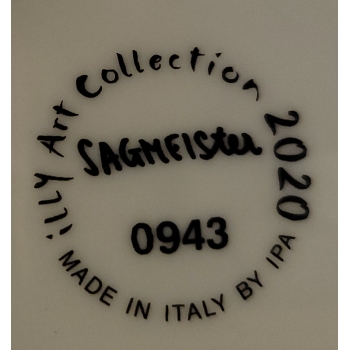 illy Art Collection 2020
SAGMEISter
0943
MADE IN ITALY BY IPA